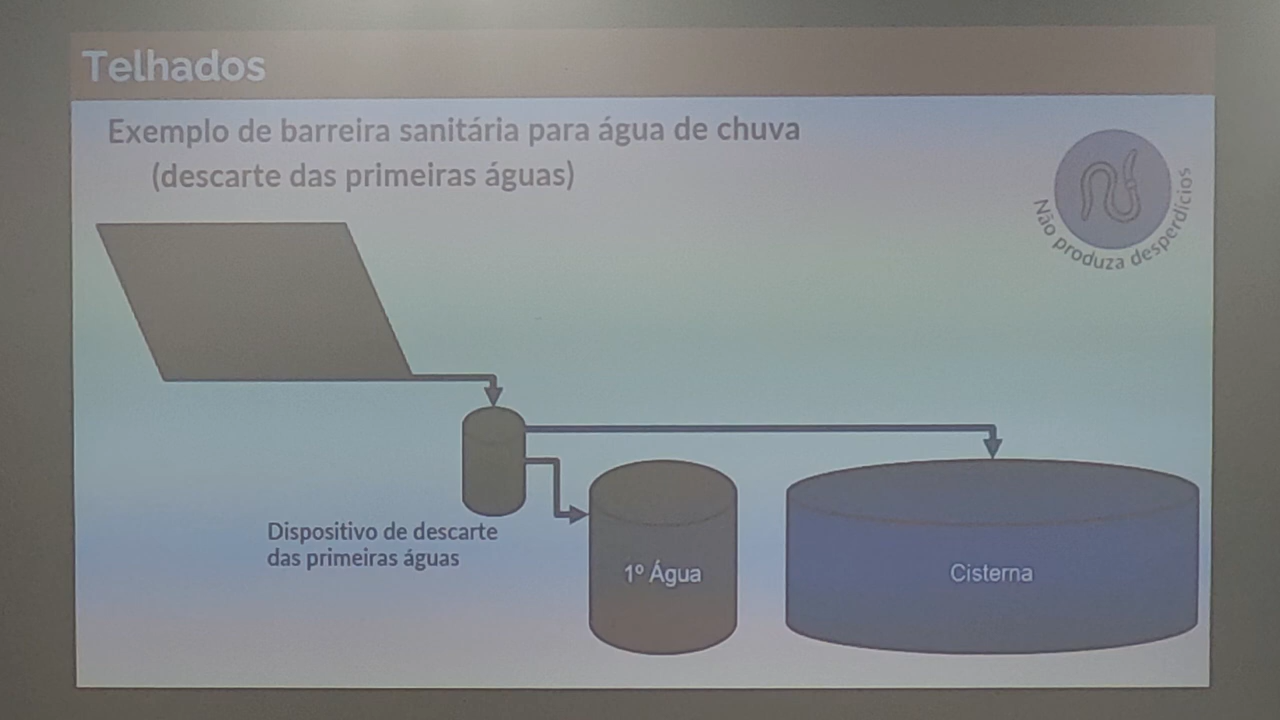 Telhados
Exemplo de barreira sanitária para água de chuva
(descarte das primeiras águas)
Não produza desperdícios
Dispositivo de descarte
das primeiras águas
1º Água
Cisterna